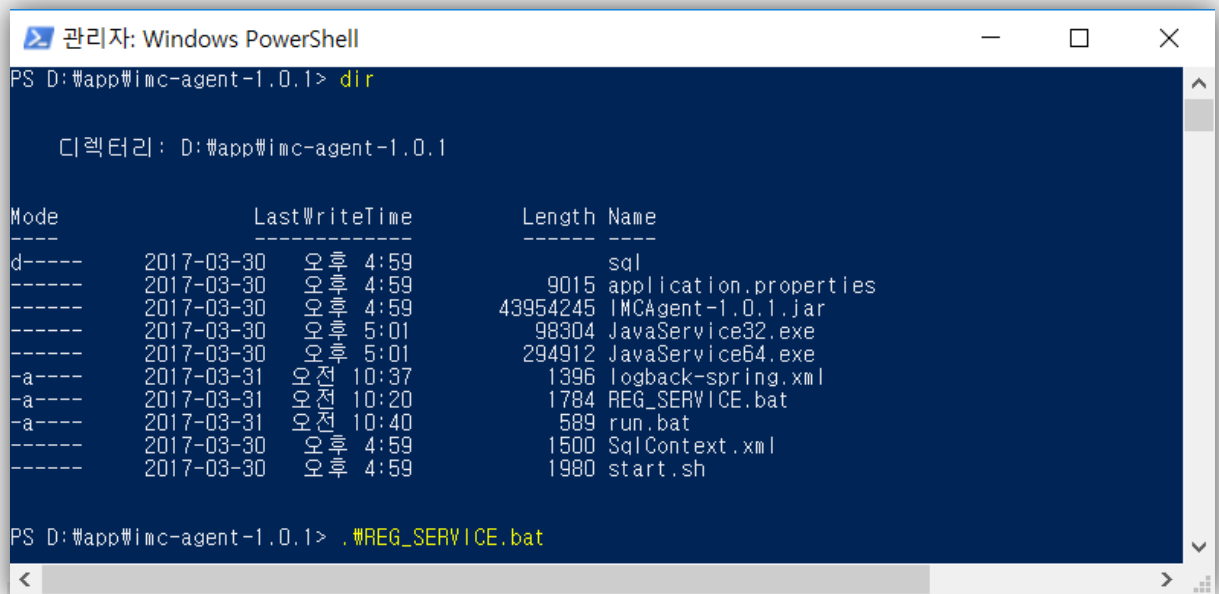 관리자: Windows PowerShell
PS D:₩app₩imc-agent-1.0.1> dir
디렉터리: D:₩app₩imc-agent-1.0.1
Mode LastWriteTime Length Name
---- ------------- ------ ----
d----- 2017-03-30 오후 4:59 sql
------ 2017-03-30 오후 4:59 9015 application.properties
------ 2017-03-30 오후 4:59 43954245 IMCAgent-1.0.1.jar
------ 2017-03-30 오후 5:01 98304 JavaService32.exe
------ 2017-03-30 오후 5:01 294912 JavaService64.exe
-a---- 2017-03-31 오전 10:37 1396 logback-spring.xml
-a---- 2017-03-31 오전 10:20 1784 REG_SERVICE.bat
-a---- 2017-03-31 오전 10:40 589 run.bat
------ 2017-03-30 오후 4:59 1500 SqlContext.xml
------ 2017-03-30 오후 4:59 1980 start.sh
PS D:₩app₩imc-agent-1.0.1> .₩REG_SERVICE.bat